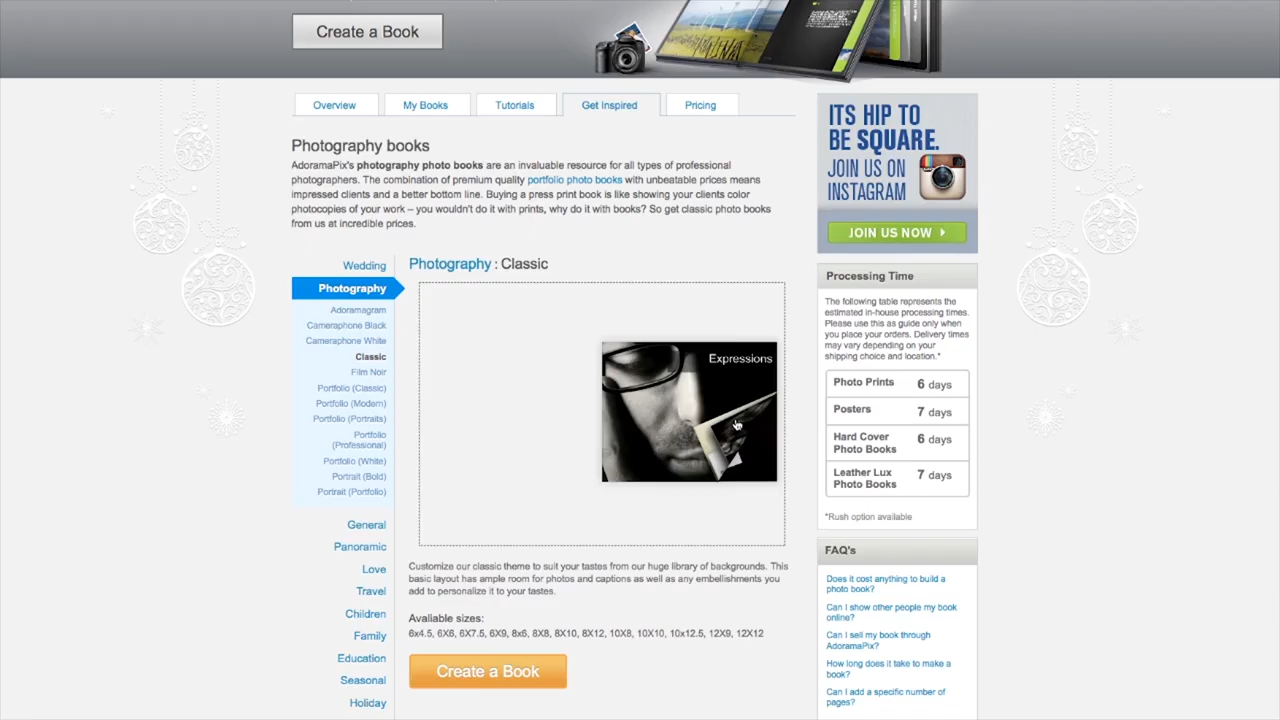 Create a Book
Overview
My Books
Tutorials
Get Inspired
Pricing
Photography books
AdoramaPix's photography photo books are an invaluable resource for all types of professional
photographers. The combination of premium quality portfolio photo books with unbeatable prices means
impressed clients and a better bottom line. Buying a press print book is like showing your clients color
photocopies of your work – you wouldn't do it with prints, why do it with books? So get classic photo books
from us at incredible prices.
Wedding
Photography
Adoramagram
Cameraphone Black
Cameraphone White
Classic
Film Noir
Portfolio (Classic)
Portfolio (Modern)
Portfolio (Portraits)
Portfolio
(Professional)
Portfolio (White)
Portrait (Bold)
Portrait (Portfolio)
General
Panoramic
Love
Travel
Children
Family
Education
Seasonal
Holiday
Photography : Classic
Expressions
Customize our classic theme to suit your tastes from our huge library of backgrounds. This
basic layout has ample room for photos and captions as well as any embellishments you
add to personalize it to your tastes.
Available sizes:
6x4.5, 6X6, 6X7.5, 6X9, 8x6, 8X8, 8X10, 8X12, 10X8, 10X10, 10x12.5, 12X9, 12X12
Create a Book
ITS HIP TO
BE SQUARE.
JOIN US ON
INSTAGRAM
JOIN US NOW
Processing Time
The following table represents the
estimated in-house processing times.
Please use this as guide only when
you place your orders. Delivery times
may vary depending on your
shipping choice and location.*
Photo Prints 6 days
Posters 7 days
Hard Cover
Photo Books 6 days
Leather Lux
Photo Books 7 days
*Rush option available
FAQ's
Does it cost anything to build a
photo book?
Can I show other people my book
online?
Can I sell my book through
AdoramaPix?
How long does it take to make a
book?
Can I add a specific number of
pages?